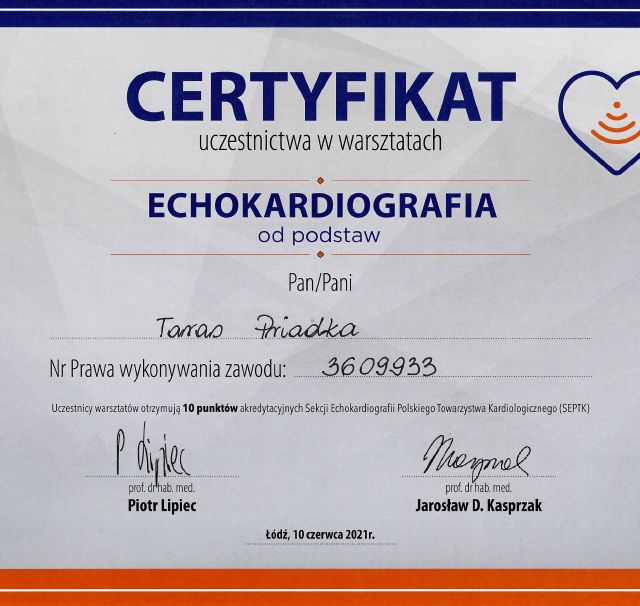 CERTYFIKAT
uczestnictwa w warsztatach
ECHOKARDIOGRAFIA
od podstaw
Pan/Pani
Taras Priadka
Nr Prawa wykonywania zawodu: 3609933
Uczestnicy warsztatów otrzymują 10 punktów akredytacyjnych Sekcji Echokardiografii Polskiego Towarzystwa Kardiologicznego (SEPTK)
P Lipiec
prof. dr hab. med.
Piotr Lipiec
prof. dr hab. med.
Jarosław D. Kasprzak
Łódź, 10 czerwca 2021r.